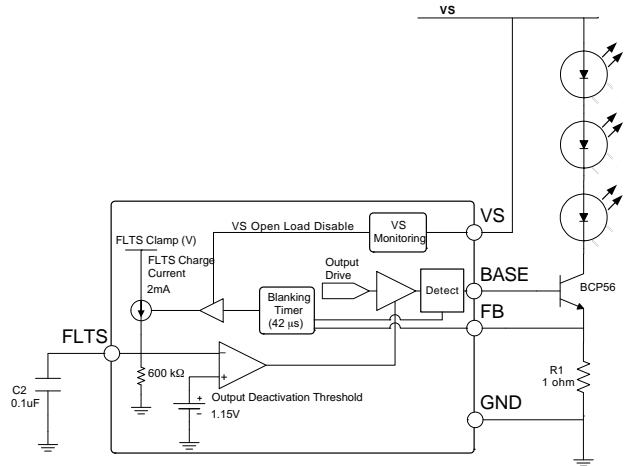 VS
VS
VS Open Load Disable
VS
Monitoring
FLTS Clamp (V)
FLTS Charge
Current
2mA
Output
Drive
BASE
Detect
BCP56
Blanking
Timer
(42 µs)
FB
FLTS
600 kΩ
R1
1 ohm
C2
0.1uF
+
−
−
+
Output Deactivation Threshold
1.15V
GND